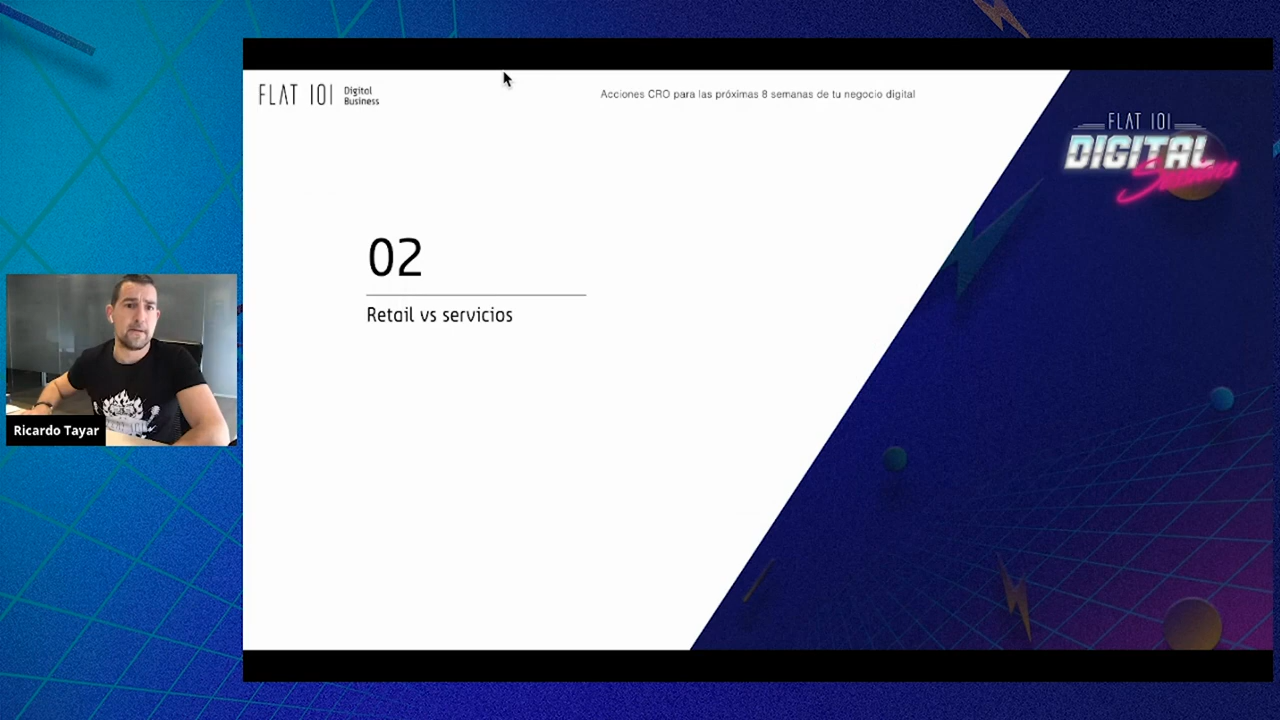 FLAT 101 Digital
Business
Acciones CRO para las próximas 8 semanas de tu negocio digital
FLAT 101
DIGITAL
02
Retail vs servicios
Ricardo Tayar